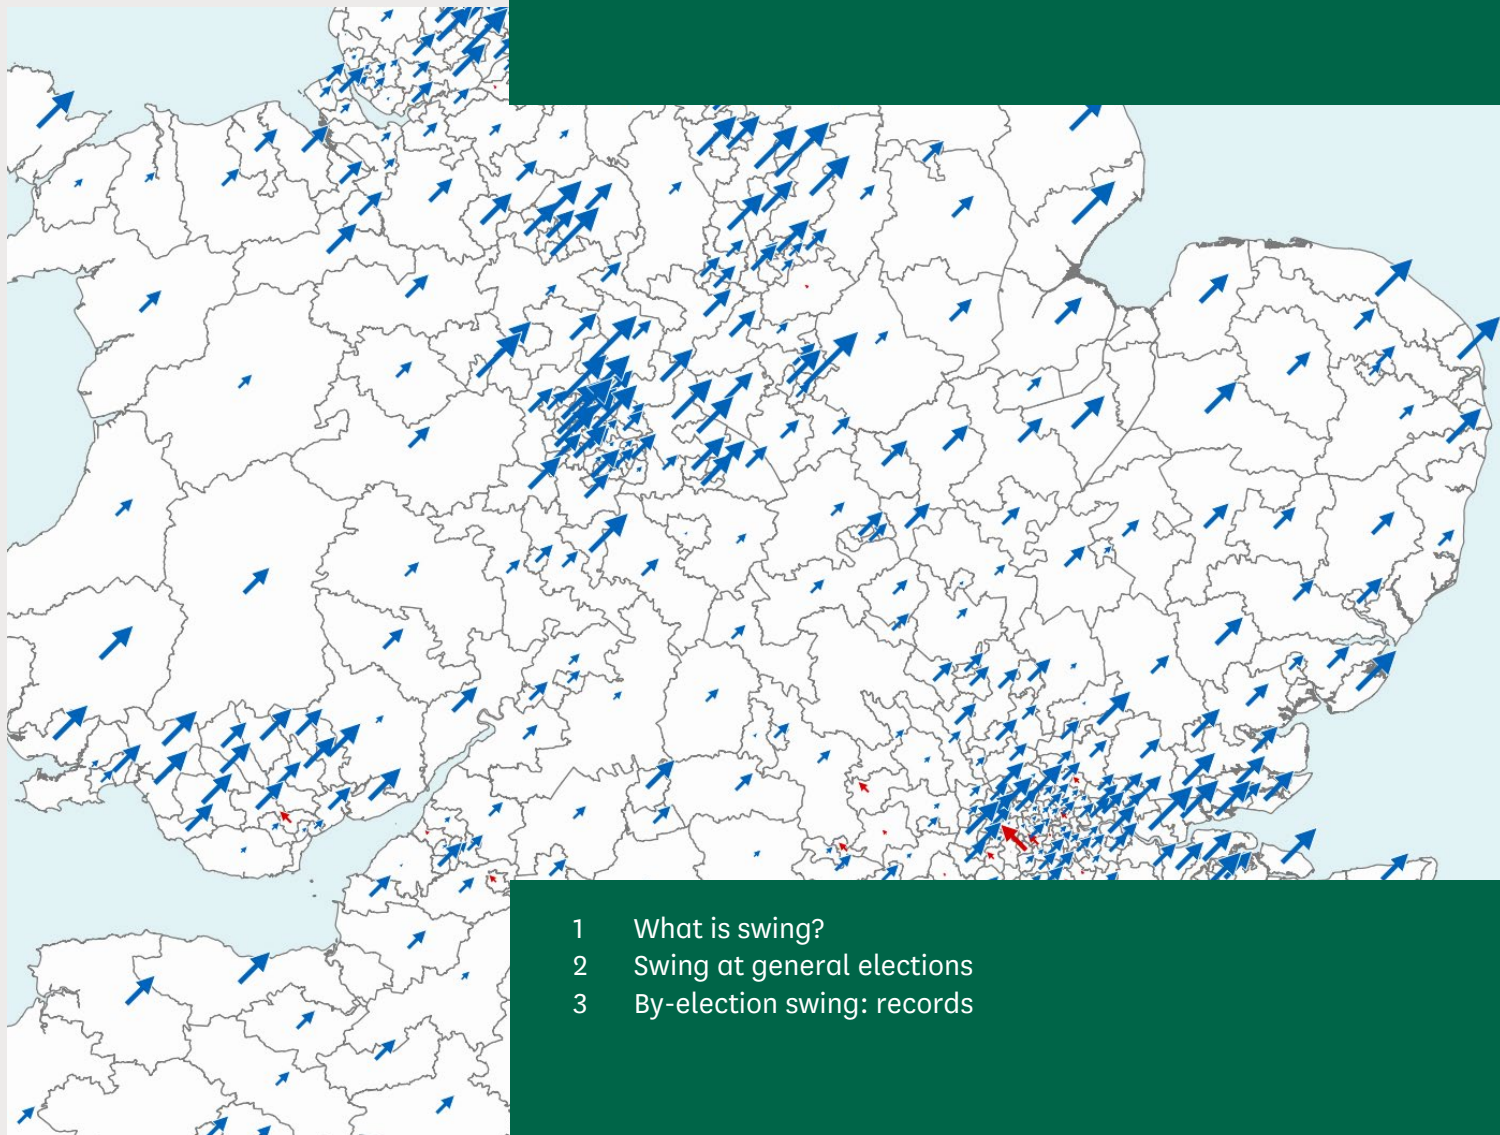 1 What is swing?
2 Swing at general elections
3 By-election swing: records